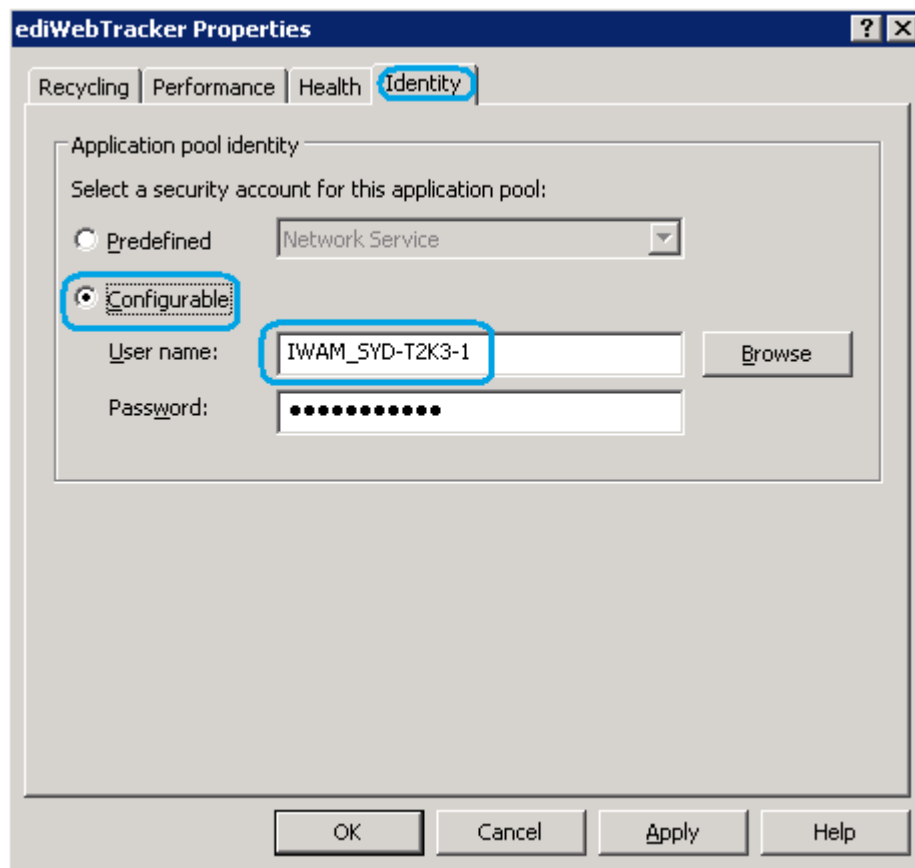 ediWebTracker Properties
Recycling Performance Health Identity
Application pool identity
Select a security account for this application pool:
Predefined Network Service
Configurable
User name: IWAM_SYD-T2K3-1 Browse
Password: ●●●●●●●●●●●
OK Cancel Apply Help